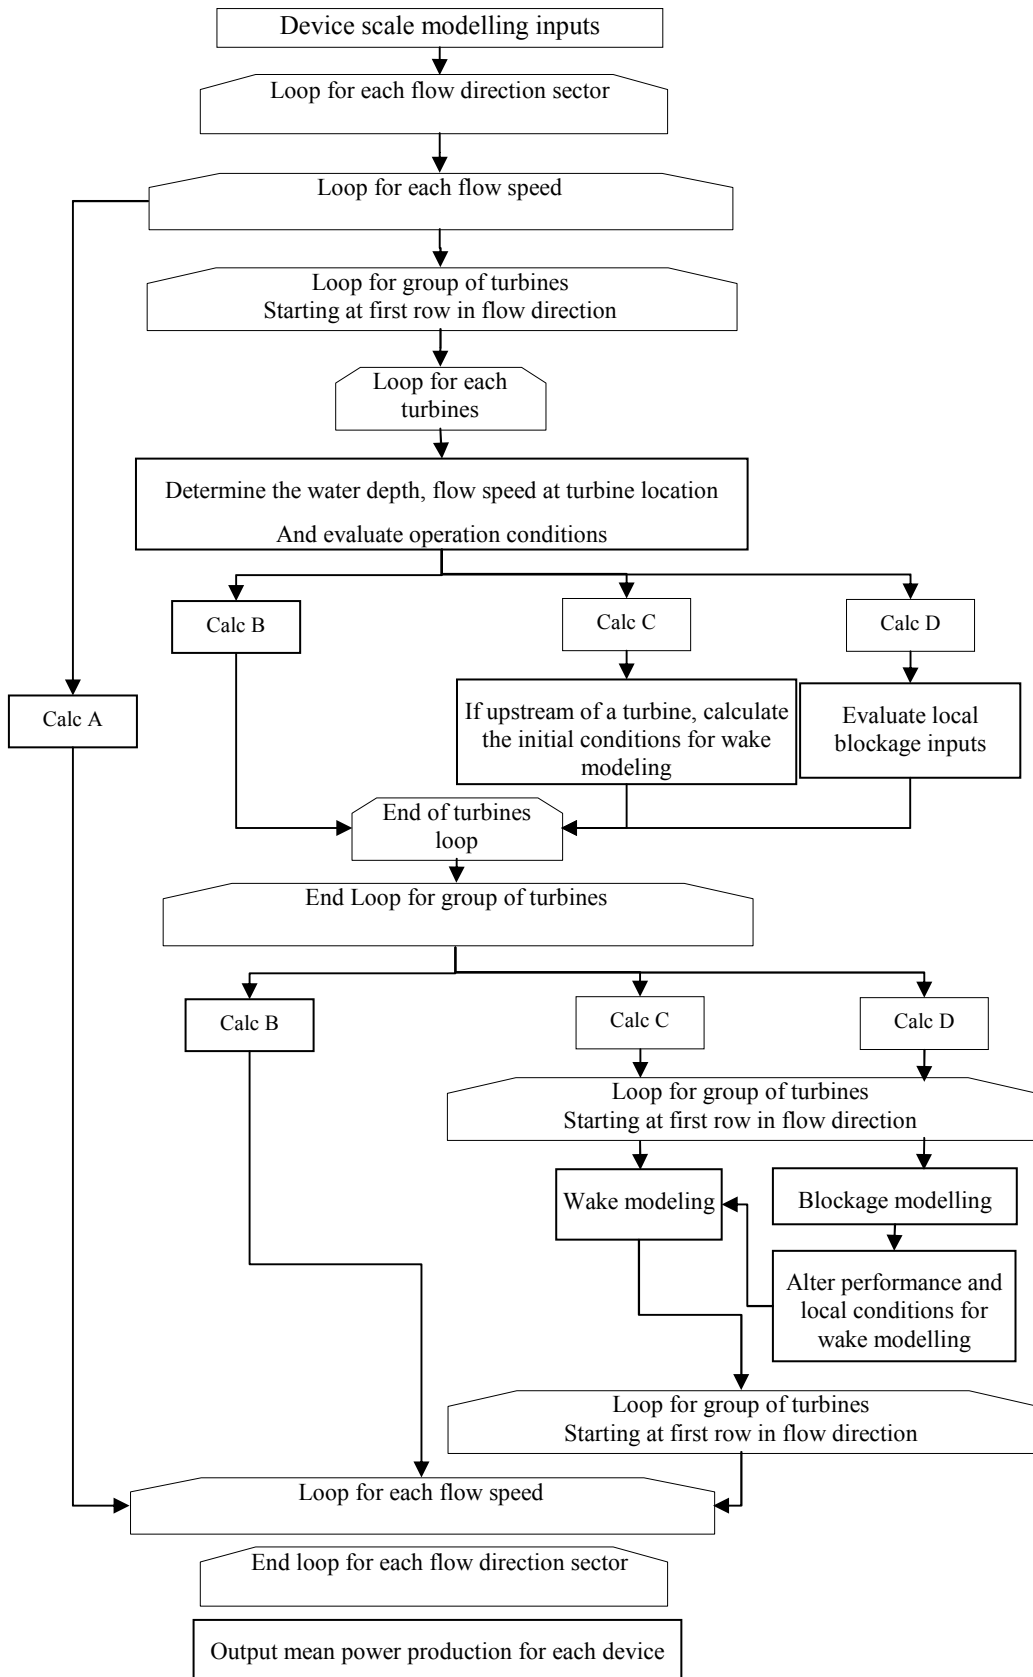 Device scale modelling inputs
Loop for each flow direction sector
Loop for each flow speed
Loop for group of turbines
Starting at first row in flow direction
Loop for each
turbines
Determine the water depth, flow speed at turbine location
And evaluate operation conditions
Calc B
Calc C
Calc D
Calc A
If upstream of a turbine, calculate
the initial conditions for wake
modeling
Evaluate local
blockage inputs
End of turbines
loop
End Loop for group of turbines
Calc B
Calc C
Calc D
Loop for group of turbines
Starting at first row in flow direction
Wake modeling
Blockage modelling
Alter performance and
local conditions for
wake modelling
Loop for group of turbines
Starting at first row in flow direction
Loop for each flow speed
End loop for each flow direction sector
Output mean power production for each device